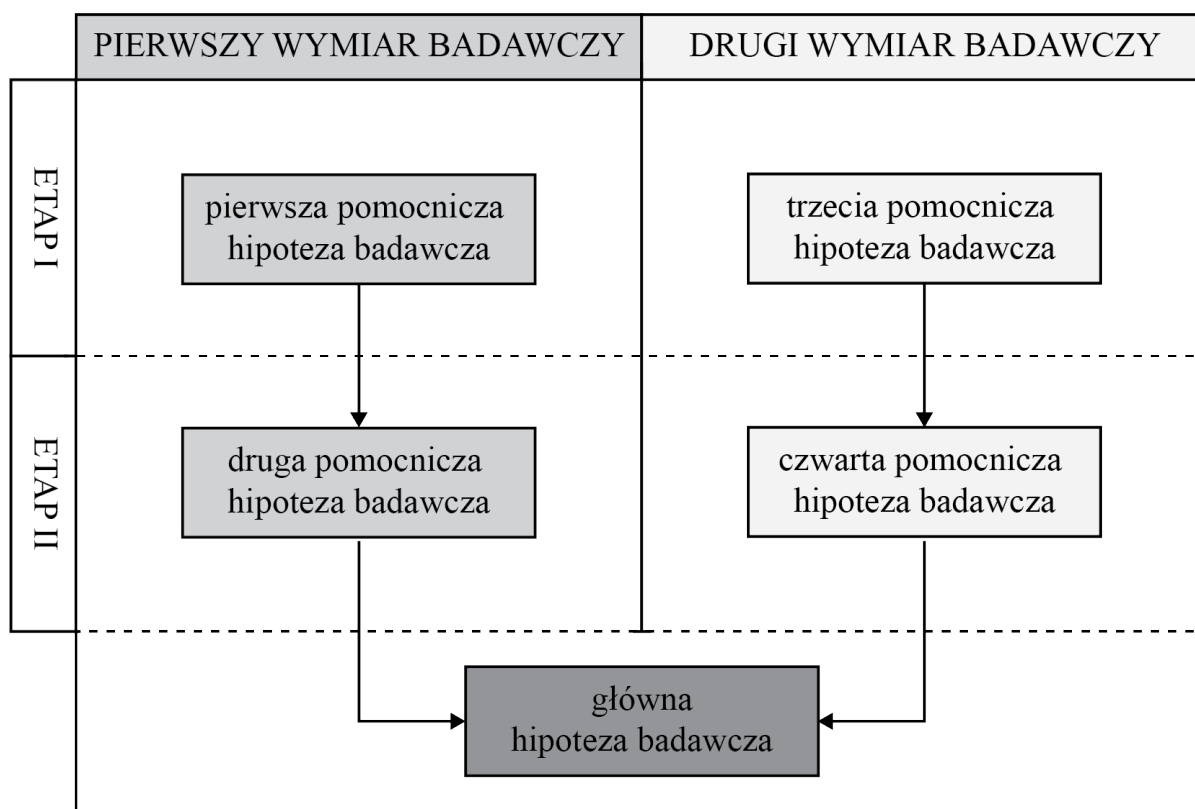 PIERWSZY WYMIAR BADAWCZY
DRUGI WYMIAR BADAWCZY
ETAP I
pierwsza pomocnicza
hipoteza badawcza
trzecia pomocnicza
hipoteza badawcza
ETAP II
druga pomocnicza
hipoteza badawcza
czwarta pomocnicza
hipoteza badawcza
główna
hipoteza badawcza